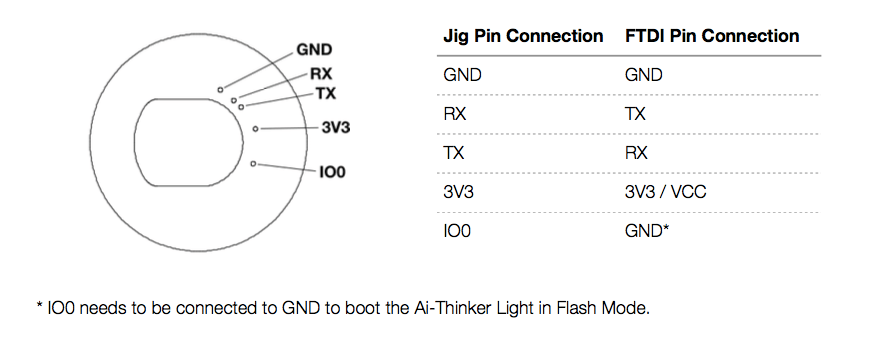 GND
RX
TX
3V3
IO0
Jig Pin Connection FTDI Pin Connection
GND GND
RX TX
TX RX
3V3 3V3 / VCC
IO0 GND*
* IO0 needs to be connected to GND to boot the Ai-Thinker Light in Flash Mode.